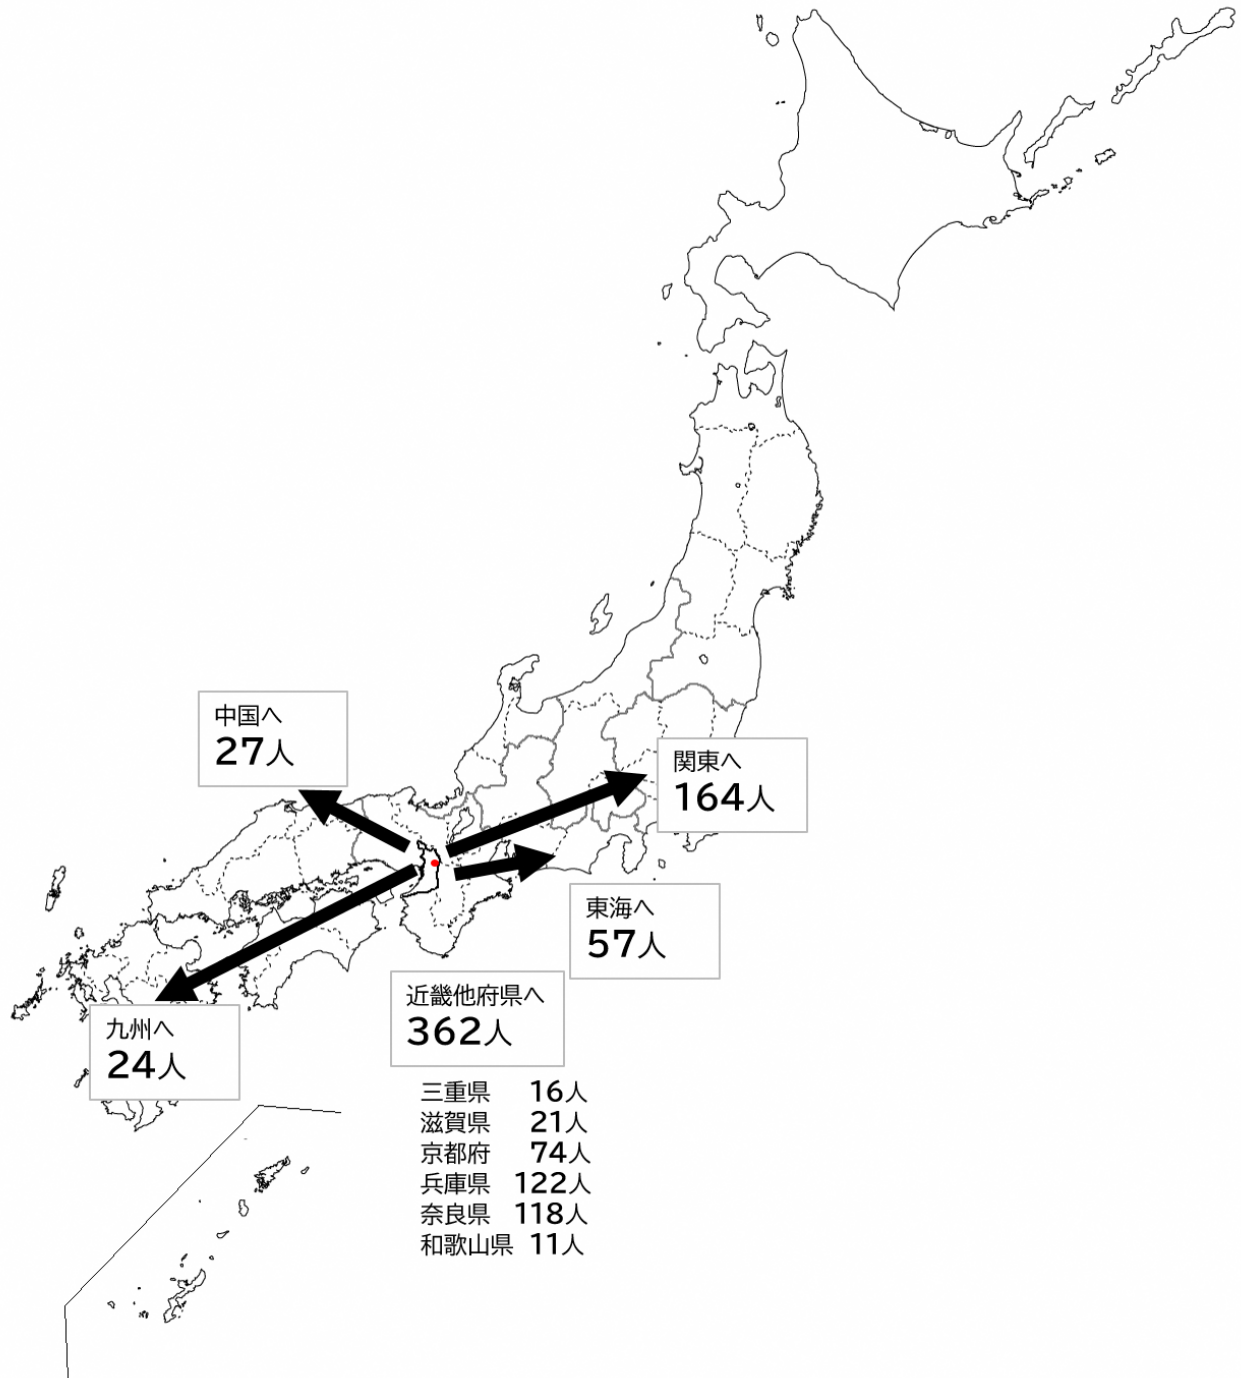 中国へ
27人
関東へ
164人
東海へ
57人
近畿他府県へ
362人
九州へ
24人
三重県 16人
滋賀県 21人
京都府 74人
兵庫県 122人
奈良県 118人
和歌山県 11人